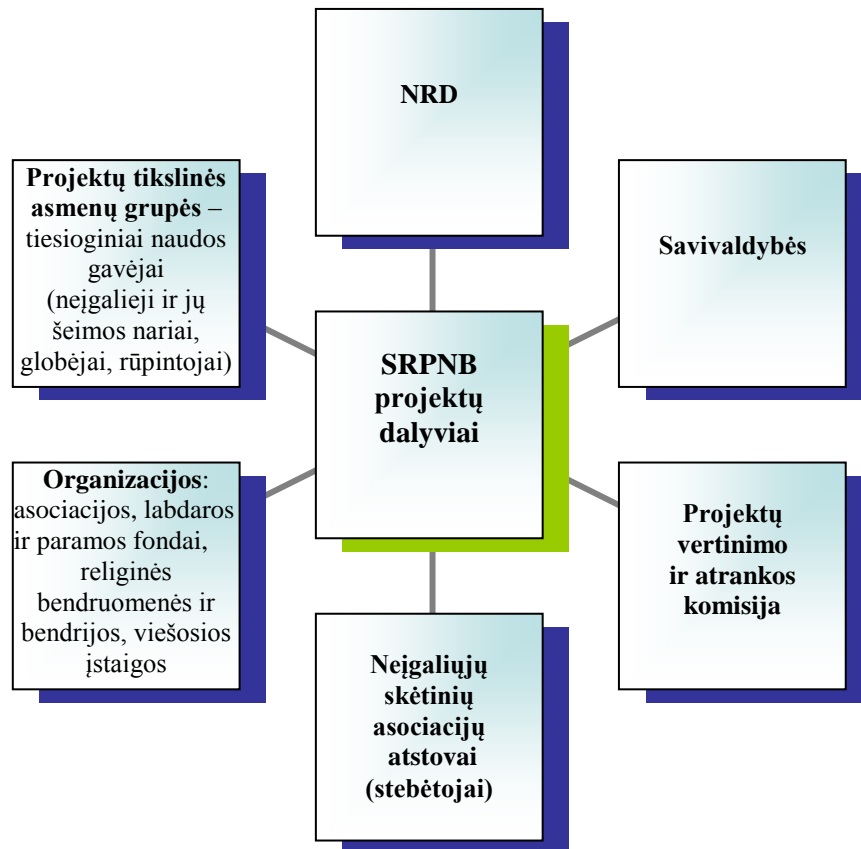 NRD
Projektų tikslinės
asmenų grupės –
tiesioginiai naudos
gavėjai
(neįgalieji ir jų
šeimos nariai,
globėjai, rūpintojai)
Savivaldybės
SRPNB
projektų
dalyviai
Organizacijos:
asociacijos, labdaros
ir paramos fondai,
religinės
bendruomenės ir
bendrijos, viešosios
įstaigos
Projektų
vertinimo
ir atrankos
komisija
Neįgaliųjų
skėtinių
asociacijų
atstovai
(stebėtojai)